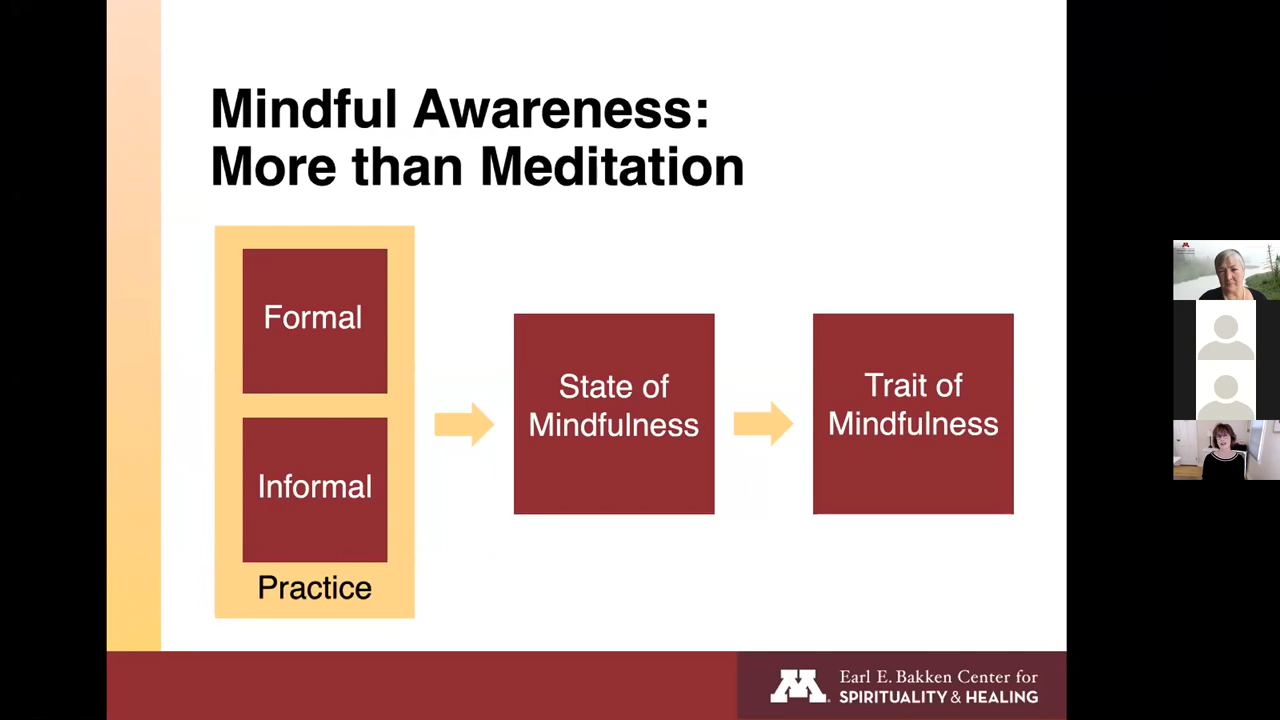 Mindful Awareness:
More than Meditation
Formal
Informal
Practice
State of
Mindfulness
Trait of
Mindfulness
Earl E. Bakken Center for
SPIRITUALITY & HEALING